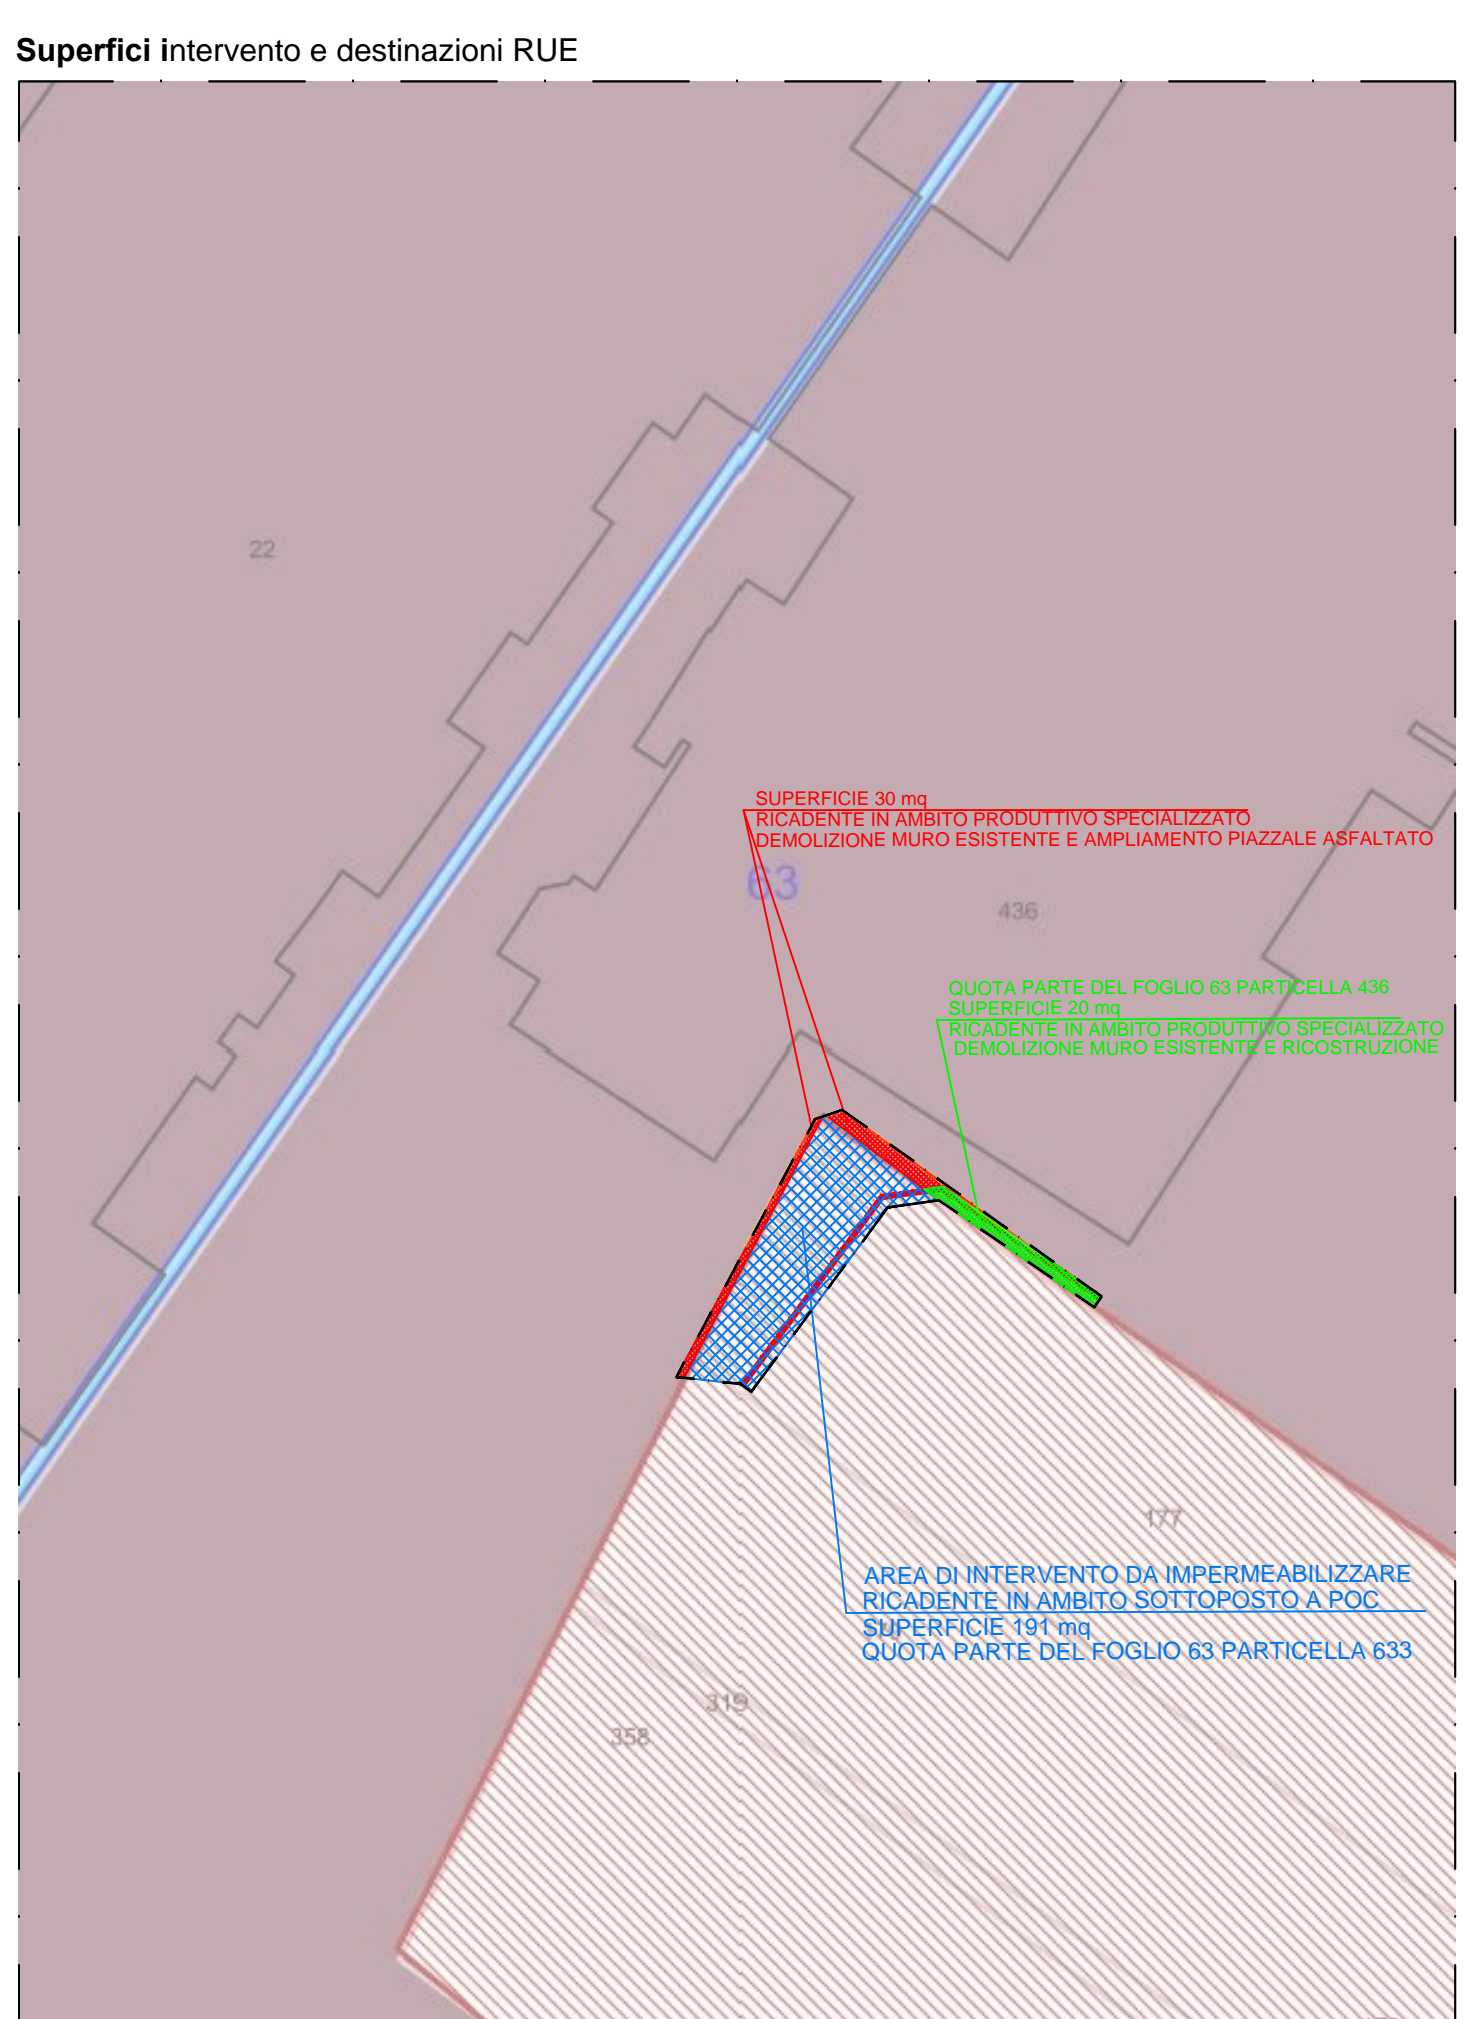 Superfici intervento e destinazioni RUE
22
SUPERFICIE 30 mq
RICADENTE IN AMBITO PRODUTTIVO SPECIALIZZATO
DEMOLIZIONE MURO ESISTENTE E AMPLIAMENTO PIAZZALE ASFALTATO
63
436
QUOTA PARTE DEL FOGLIO 63 PARTICELLA 436
SUPERFICIE 20 mq
RICADENTE IN AMBITO PRODUTTIVO SPECIALIZZATO
DEMOLIZIONE MURO ESISTENTE E RICOSTRUZIONE
177
AREA DI INTERVENTO DA IMPERMEABILIZZARE
RICADENTE IN AMBITO SOTTOPOSTO A POC
SUPERFICIE 191 mq
QUOTA PARTE DEL FOGLIO 63 PARTICELLA 633
319
358